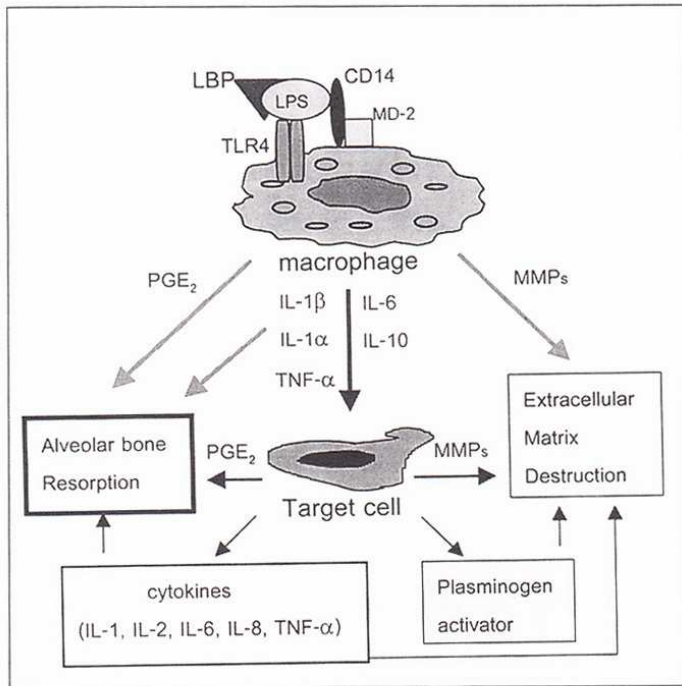 LBP
LPS
CD14
MD-2
TLR4
macrophage
PGE2
MMPs
IL-1β
IL-6
IL-1α
IL-10
TNF-α
Extracellular
Matrix
Destruction
Alveolar bone
Resorption
PGE2
MMPs
Target cell
cytokines
(IL-1, IL-2, IL-6, IL-8, TNF-α)
Plasminogen
activator